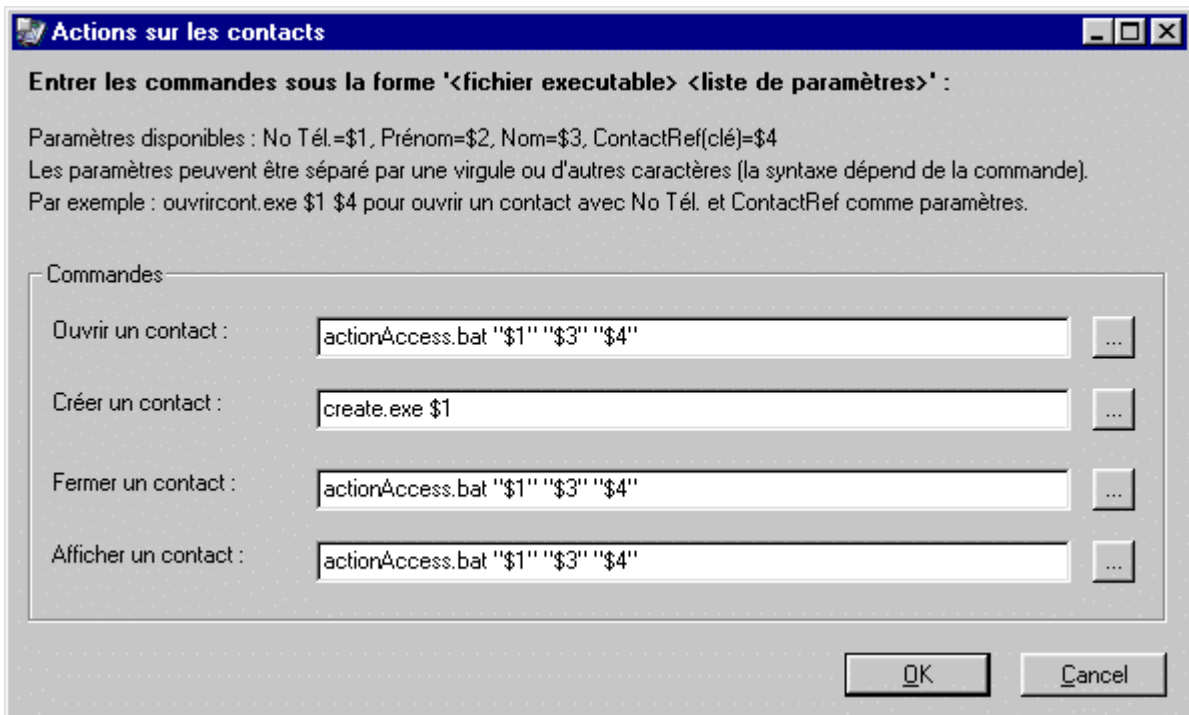 Actions sur les contacts
Entrer les commandes sous la forme '<fichier executable> <liste de paramètres>' :
Paramètres disponibles : No Tél.=$1, Prénom=$2, Nom=$3, ContactRef(clé)=$4
Les paramètres peuvent être séparé par une virgule ou d'autres caractères (la syntaxe dépend de la commande).
Par exemple : ouvrircont.exe $1 $4 pour ouvrir un contact avec No Tél. et ContactRef comme paramètres.
Commandes
Ouvrir un contact : actionAccess.bat "$1" "$3" "$4" ...
Créer un contact : create.exe $1 ...
Fermer un contact : actionAccess.bat "$1" "$3" "$4" ...
Afficher un contact : actionAccess.bat "$1" "$3" "$4" ...
OK Cancel